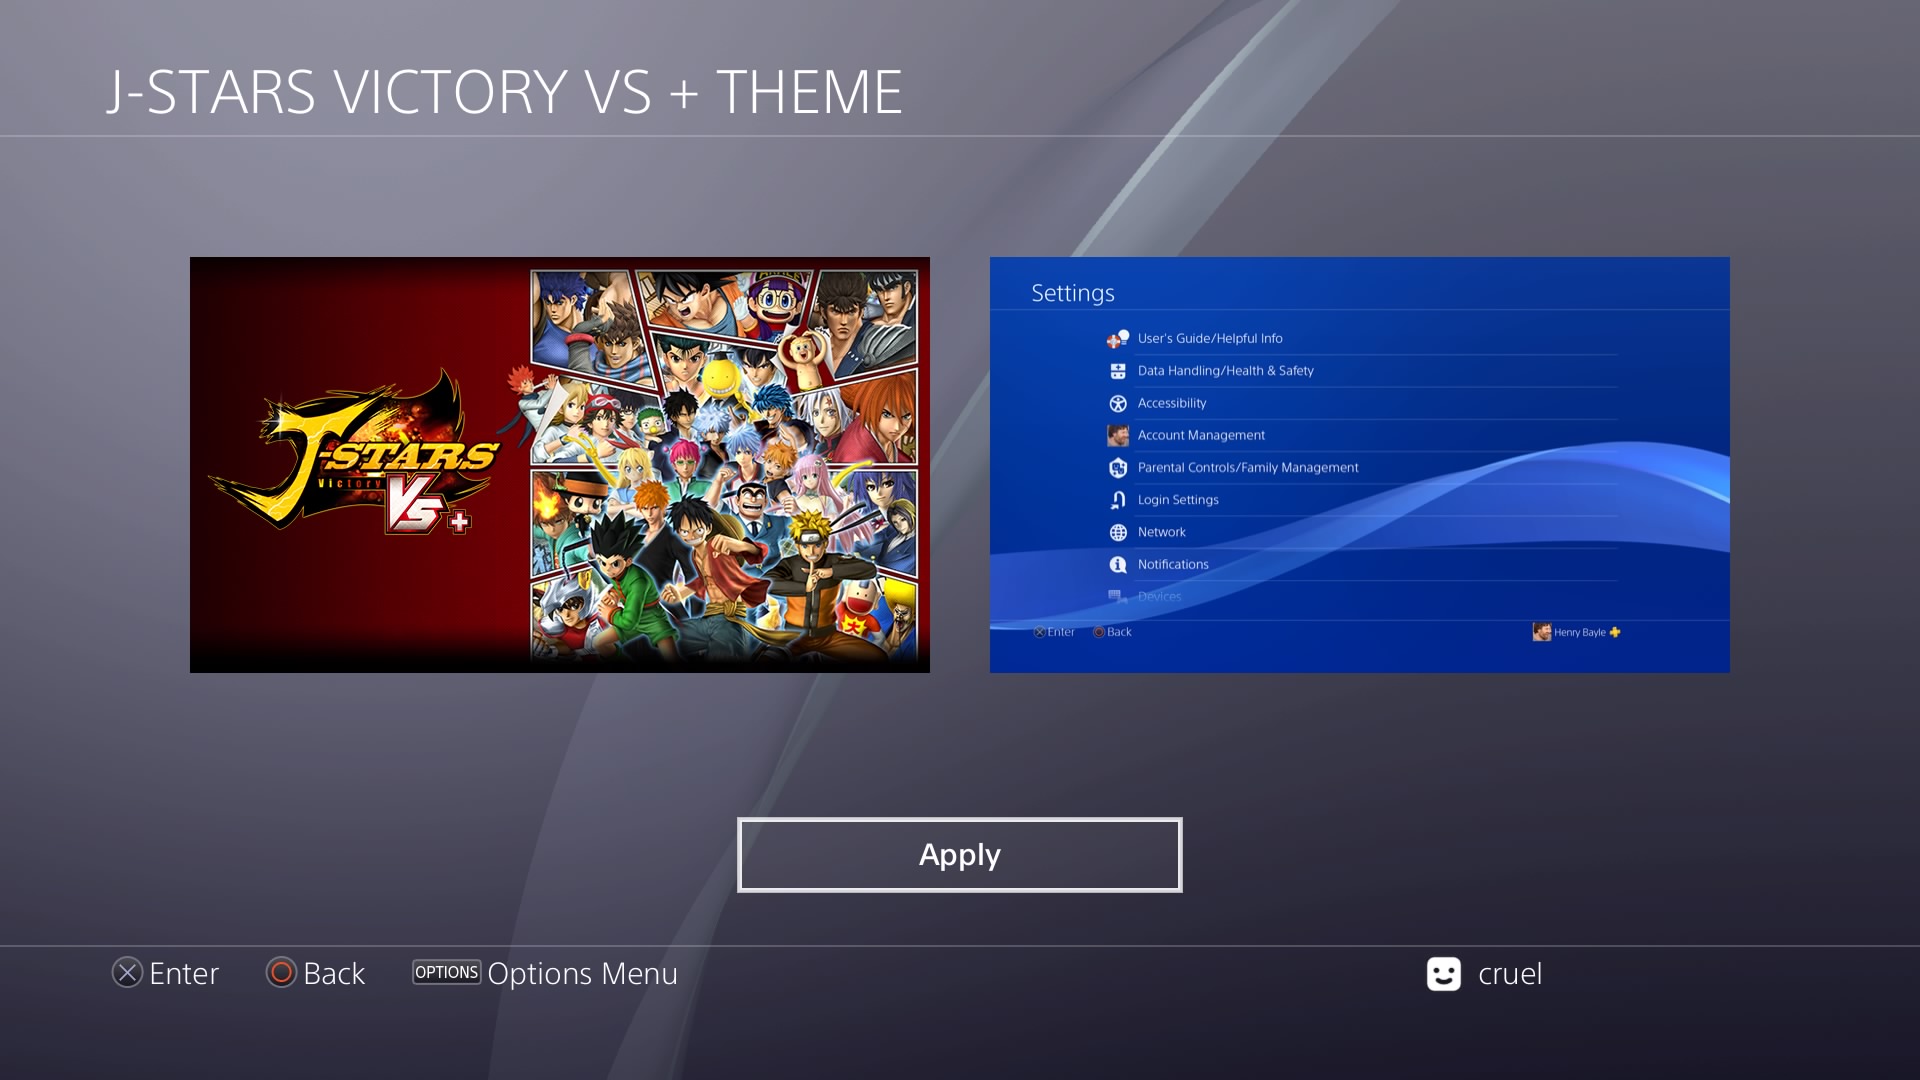 J-STARS VICTORY VS + THEME
J-STARS
Victory
VS+
Settings
User's Guide/Helpful Info
Data Handling/Health & Safety
Accessibility
Account Management
Parental Controls/Family Management
Login Settings
Network
Notifications
Devices
Enter Back Henry Bayle
Apply
Enter Back OPTIONS Options Menu cruel